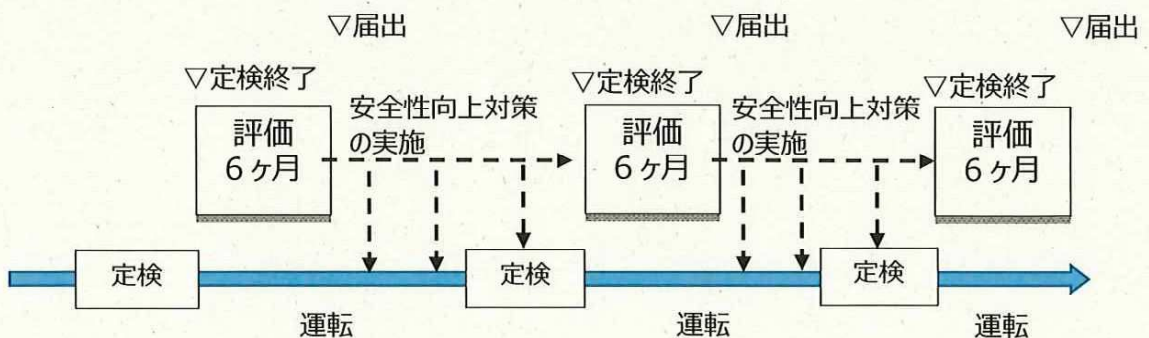 ▽届出
▽届出
▽届出
▽定検終了
▽定検終了
▽定検終了
評価
6ヶ月
安全性向上対策
の実施
評価
6ヶ月
安全性向上対策
の実施
評価
6ヶ月
定検
定検
定検
運転
運転
運転